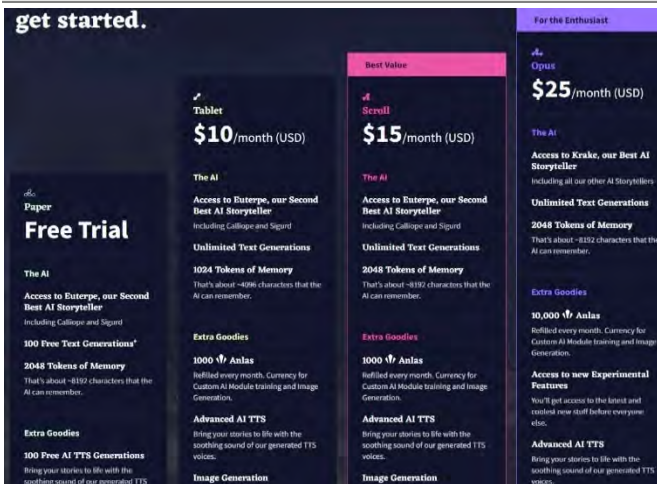 get started.
Paper
Free Trial
The AI
Access to Euterpe, our Second
Best AI Storyteller
Including Calliope and Sigurd
100 Free Text Generations*
2048 Tokens of Memory
That's about ~8192 characters that the
AI can remember.
Extra Goodies
100 Free AI TTS Generations
Bring your stories to life with the
soothing sound of our generated TTS
Tablet
$10/month (USD)
The AI
Access to Euterpe, our Second
Best AI Storyteller
Including Calliope and Sigurd
Unlimited Text Generations
1024 Tokens of Memory
That's about ~4096 characters that the
AI can remember.
Extra Goodies
1000 Anlas
Refilled every month. Currency for
Custom AI Module training and Image
Generation.
Advanced AI TTS
Bring your stories to life with the
soothing sound of our generated TTS
voices.
Image Generation
Best Value
Scroll
$15/month (USD)
The AI
Access to Euterpe, our Second
Best AI Storyteller
Including Calliope and Sigurd
Unlimited Text Generations
2048 Tokens of Memory
That's about ~8192 characters that the
AI can remember.
Extra Goodies
1000 Anlas
Refilled every month. Currency for
Custom AI Module training and Image
Generation.
Advanced AI TTS
Bring your stories to life with the
soothing sound of our generated TTS
voices.
Image Generation
For the Enthusiast
Opus
$25/month (USD)
The AI
Access to Krake, our Best AI
Storyteller
Including all our other AI Storytellers
Unlimited Text Generations
2048 Tokens of Memory
That's about ~8192 characters that the
AI can remember.
Extra Goodies
10,000 Anlas
Refilled every month. Currency for
Custom AI Module training and Image
Generation.
Access to new Experimental
Features
You'll get access to the latest and
coolest new stuff before everyone
else.
Advanced AI TTS
Bring your stories to life with the
soothing sound of our generated TTS
voices.